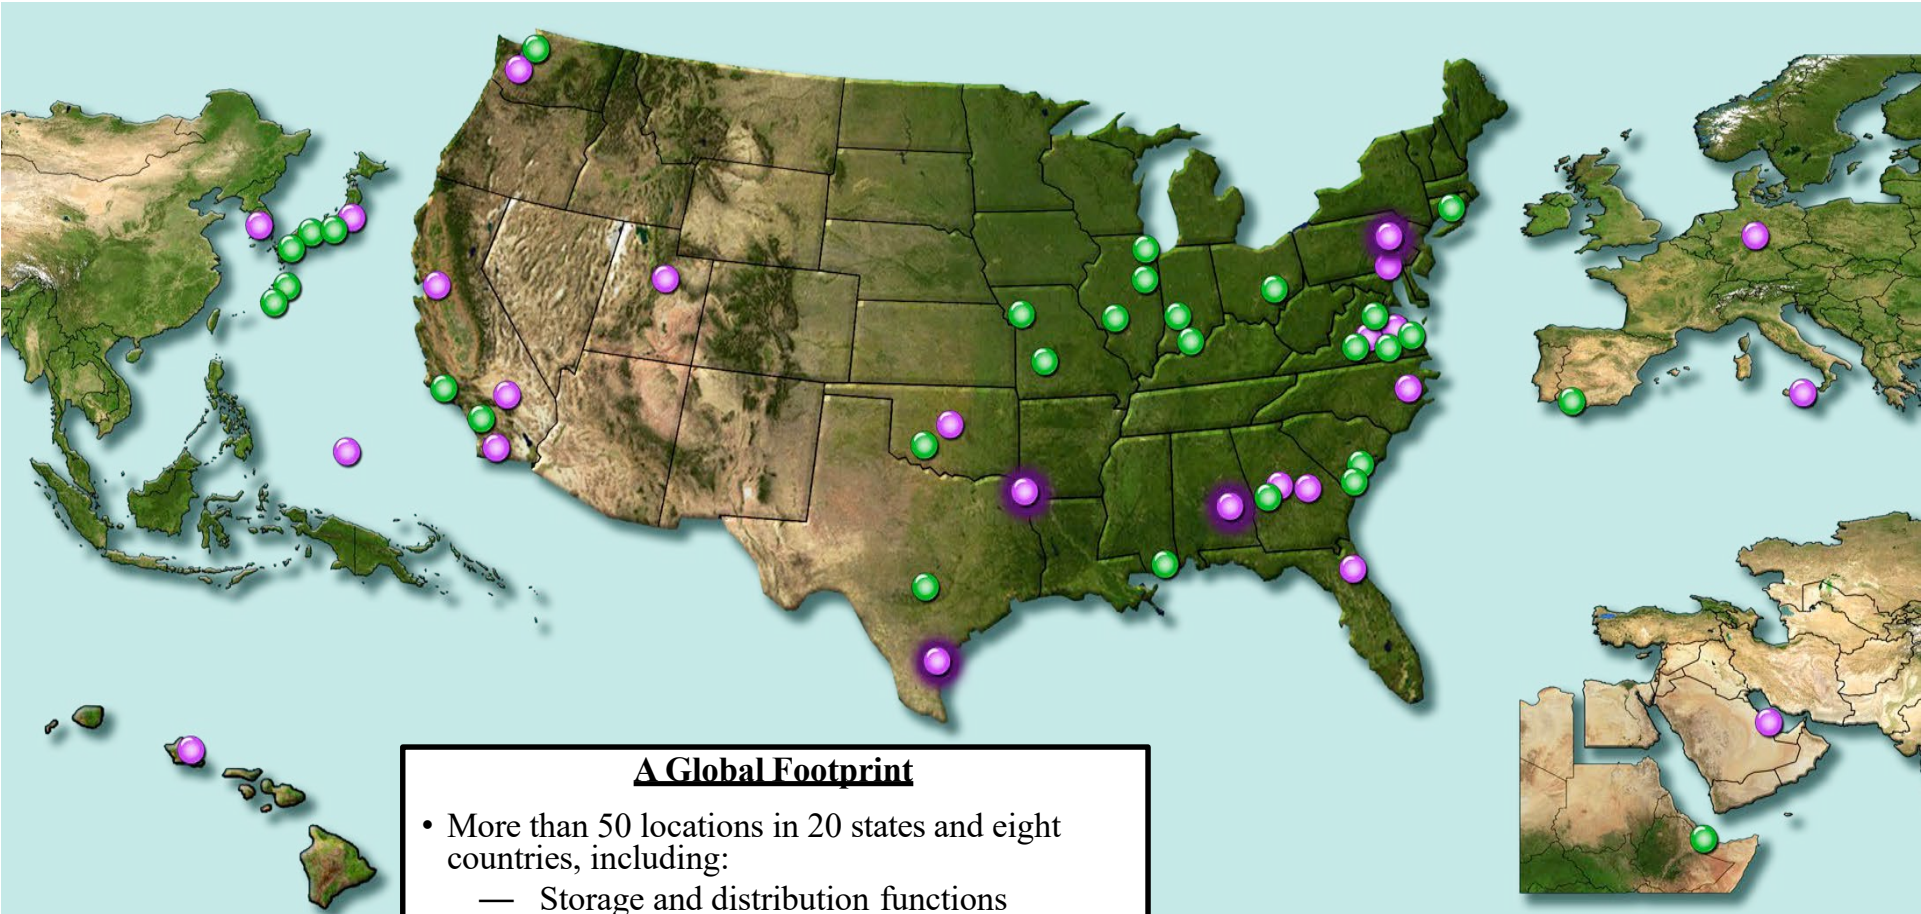 A Global Footprint
• More than 50 locations in 20 states and eight
countries, including:
— Storage and distribution functions